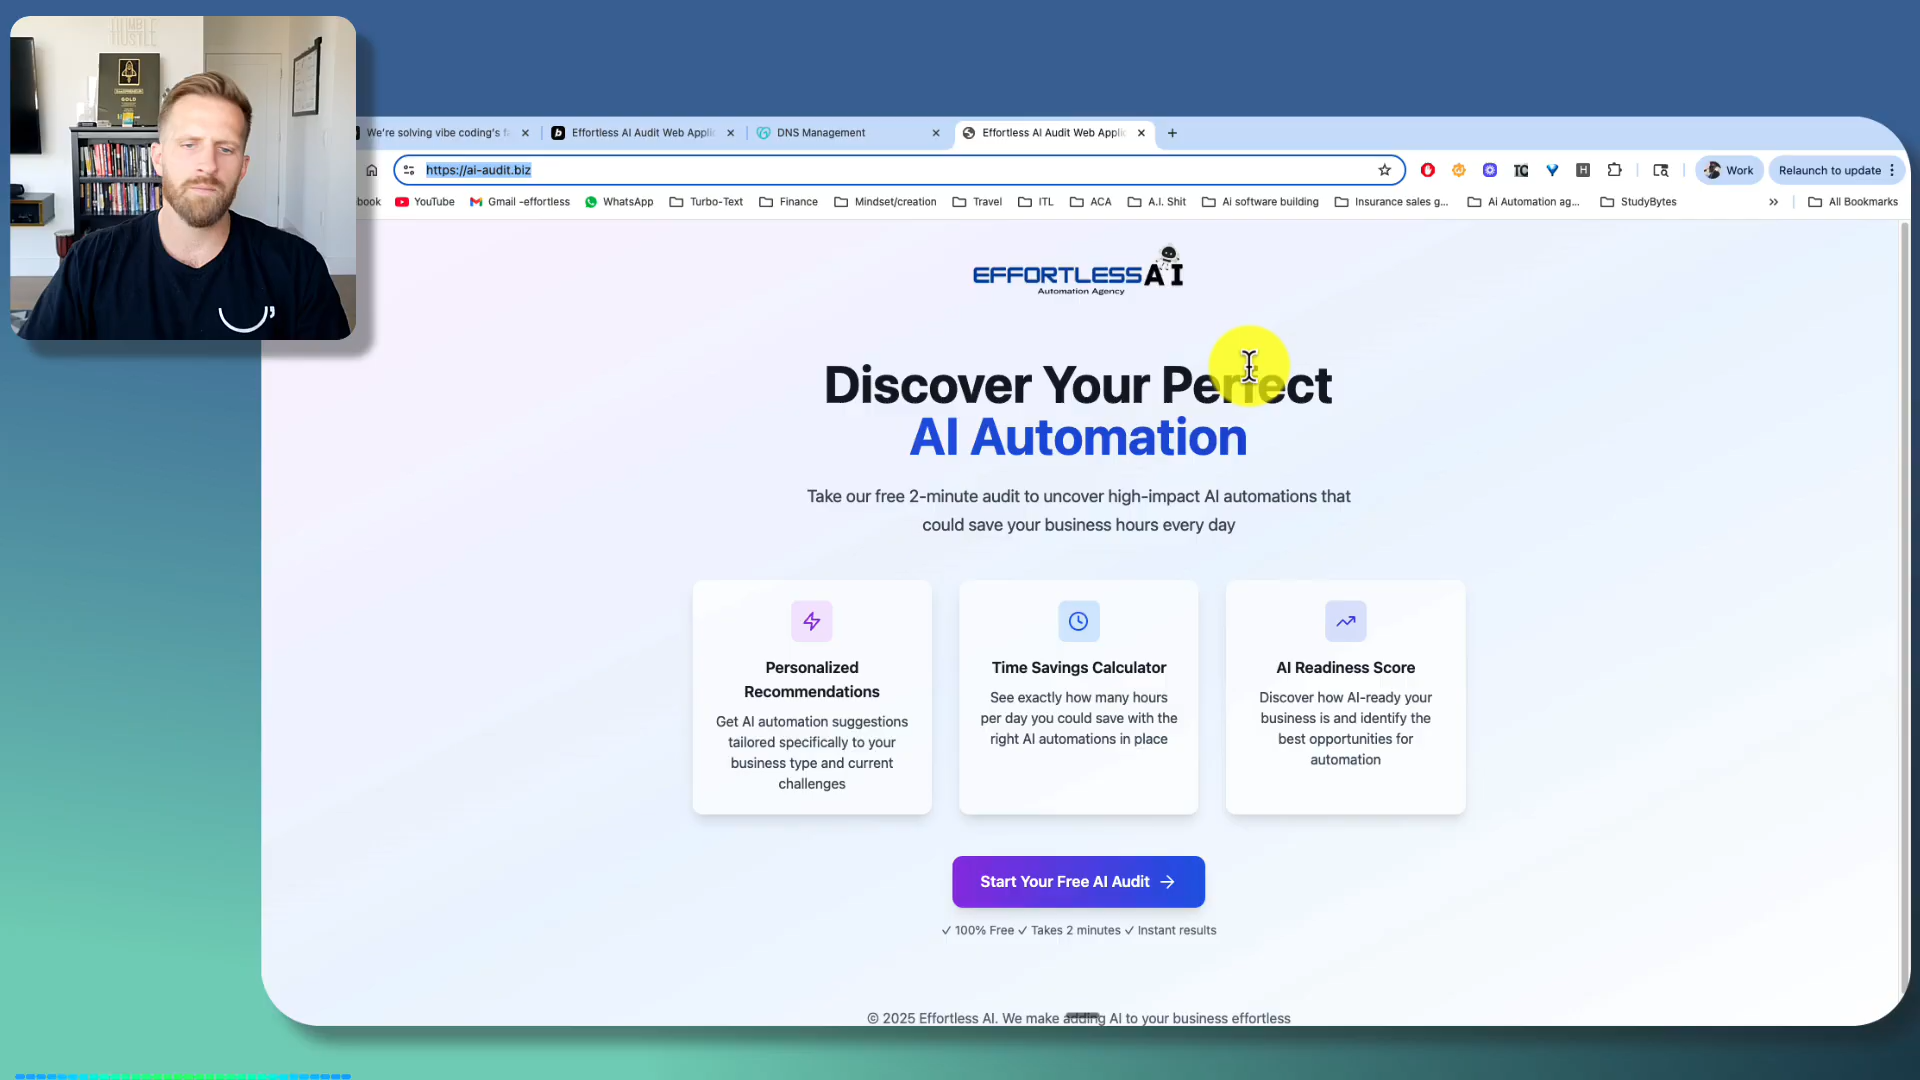 HUMBLE
HUSTLE
GOLD
We're solving vibe coding's f
Effortless AI Audit Web Applic
DNS Management
Effortless AI Audit Web Applic
https://ai-audit.biz
TC
H
Work
Relaunch to update
book
YouTube
Gmail -effortless
WhatsApp
Turbo-Text
Finance
Mindset/creation
Travel
ITL
ACA
A.I. Shit
Ai software building
Insurance sales g...
Ai Automation ag...
StudyBytes
All Bookmarks
EFFORTLESS AI
Automation Agency
Discover Your Perfect
AI Automation
Take our free 2-minute audit to uncover high-impact AI automations that
could save your business hours every day
Personalized
Recommendations
Get AI automation suggestions
tailored specifically to your
business type and current
challenges
Time Savings Calculator
See exactly how many hours
per day you could save with the
right AI automations in place
AI Readiness Score
Discover how AI-ready your
business is and identify the
best opportunities for
automation
Start Your Free AI Audit →
✓ 100% Free ✓ Takes 2 minutes ✓ Instant results
© 2025 Effortless AI. We make adding AI to your business effortless